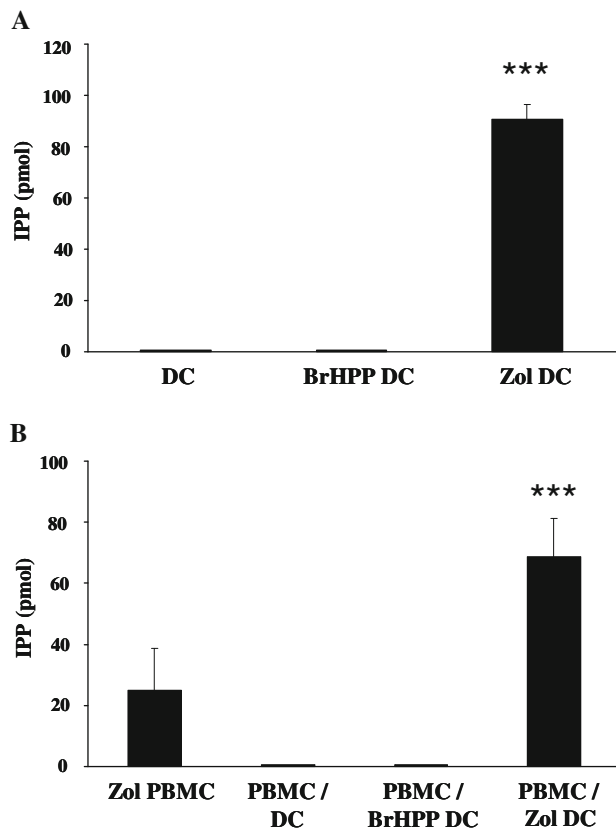 A
120
100
80
60
40
20
0
IPP (pmol)
***
DC BrHPP DC Zol DC
B
100
80
60
40
20
0
IPP (pmol)
***
Zol PBMC PBMC / PBMC / PBMC /
DC BrHPP DC Zol DC